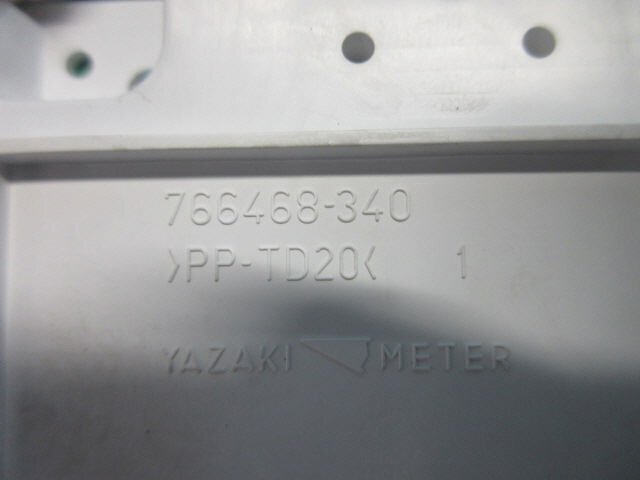 766468-340
>PP-TD20< 1
YAZAKI METER